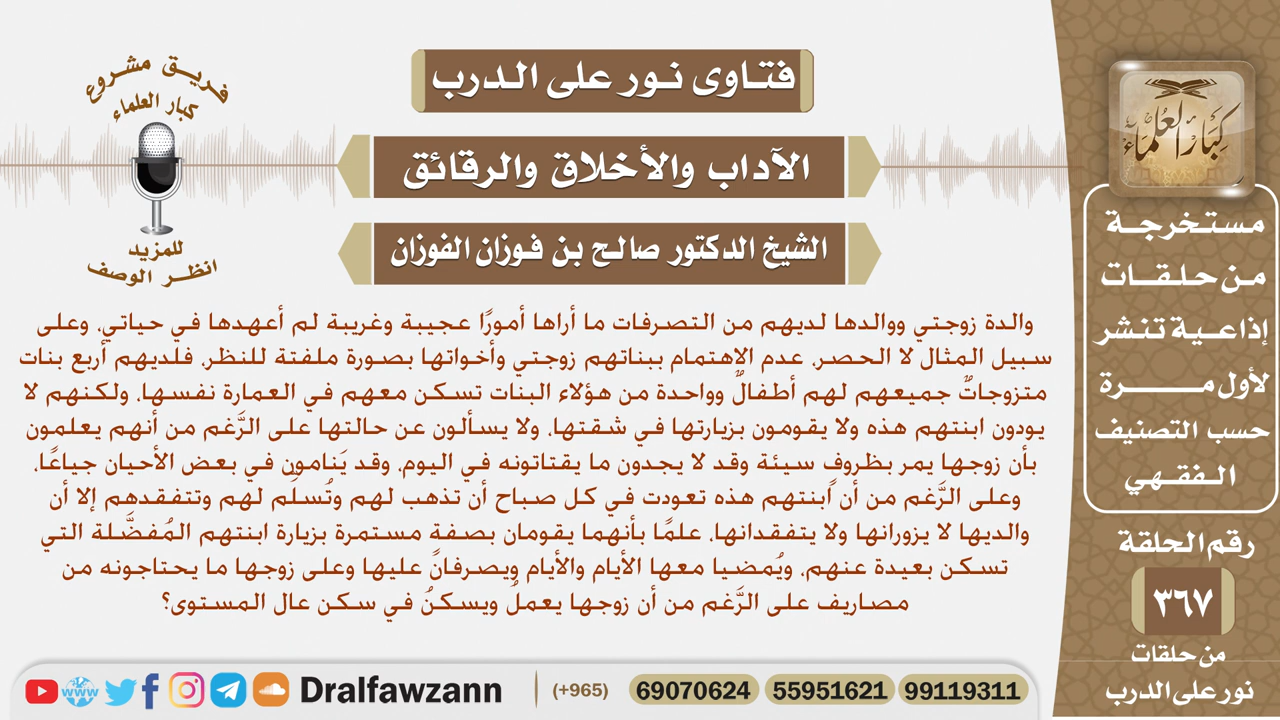 فريق مشروع
كبار العلماء
للمزيد
انظر الوصف
فتاوى نور على الدرب
الآداب والأخلاق والرقائق
الشيخ الدكتور صالح بن فوزان الفوزان
والدة زوجتي ووالدها لديهم من التصرفات ما أراها أمورًا عجيبة وغريبة لم أعهدها في حياتي، وعلى
سبيل المثال لا الحصر، عدم الاهتمام ببناتهم زوجتي وأخواتها بصورة ملفتة للنظر، فلديهم أربع بنات
متزوجاتٌ جميعهم لهم أطفالٌ وواحدة من هؤلاء البنات تسكن معهم في العمارة نفسها، ولكنهم لا
يودون ابنتهم هذه ولا يقومون بزيارتها في شقتها، ولا يسألون عن حالتها على الرَّغم من أنهم يعلمون
بأن زوجها يمر بظروف سيئة وقد لا يجدون ما يقتاتونه في اليوم، وقد يَنامون في بعض الأحيان جياعًا،
وعلى الرَّغم من أن ابنتهم هذه تعودت في كل صباح أن تذهب لهم وتُسلم لهم وتتفقدهم إلا أن
والديها لا يزورانها ولا يتفقدانها، علمًا بأنهما يقومان بصفة مستمرة بزيارة ابنتهم المُفضَّلة التي
تسكن بعيدة عنهم، ويُمضيا معها الأيام والأيام ويصرفان عليها وعلى زوجها ما يحتاجونه من
مصاريف على الرَّغم من أن زوجها يعملُ ويسكنُ في سكن عال المستوى؟
كبار العلماء
مستخرجة
من حلقات
إذاعية تنشر
لأول مرة
حسب التصنيف
الفقهي
رقم الحلقة
٣٦٧
من حلقات
نور على الدرب
www Dralfawzann (+965) 69070624 55951621 99119311